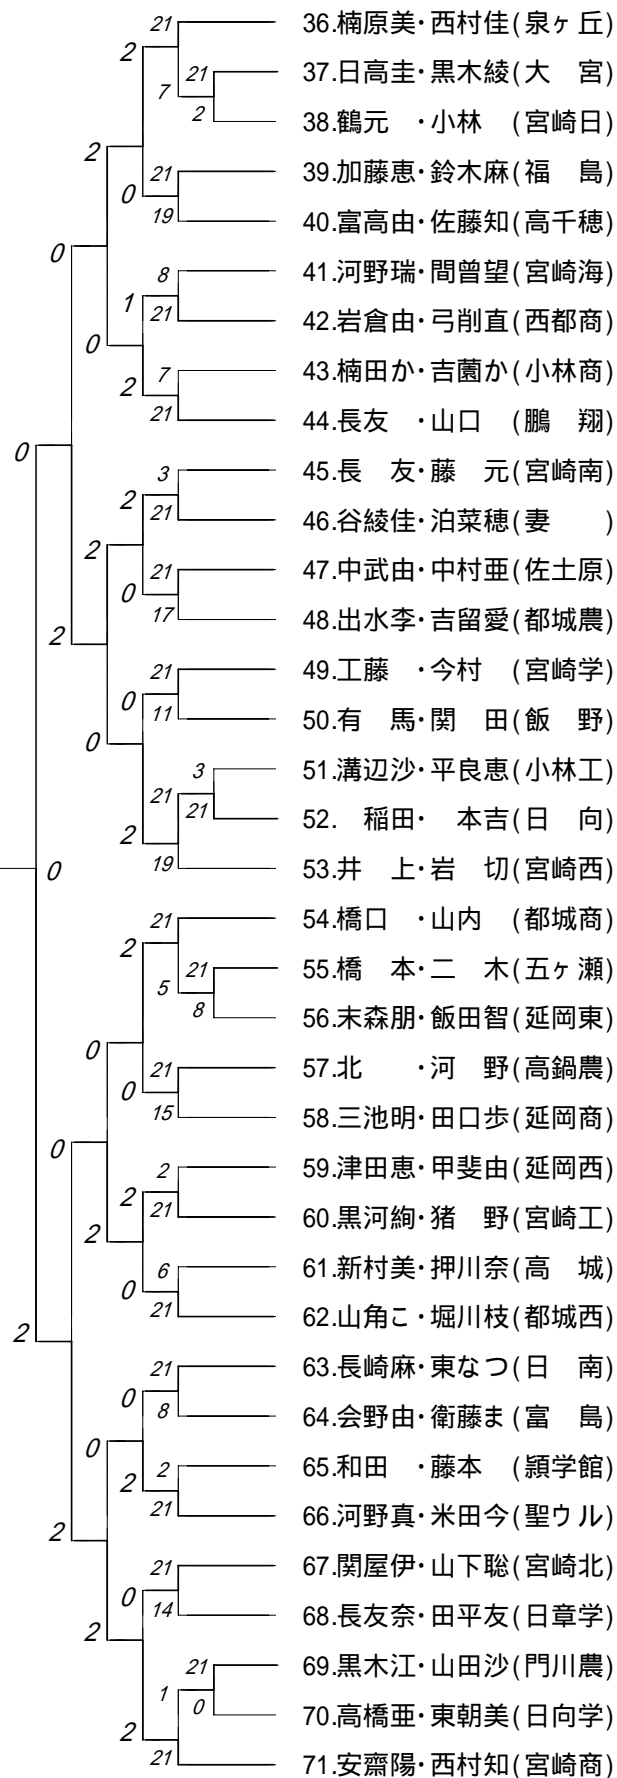 21
36.楠原美・西村佳(泉ヶ丘)
2
21
37.日高圭・黒木綾(大　宮)
7
2
38.鶴元　・小林　(宮崎日)
2
21
39.加藤恵・鈴木麻(福　島)
0
19
40.富高由・佐藤知(高千穂)
0
8
41.河野瑞・間曽望(宮崎海)
1
21
42.岩倉由・弓削直(西都商)
0
7
43.楠田か・吉薗か(小林商)
2
21
44.長友　・山口　(鵬　翔)
0
3
45.長　友・藤　元(宮崎南)
2
21
46.谷綾佳・泊菜穂(妻　　)
2
21
47.中武由・中村亜(佐土原)
0
17
48.出水李・吉留愛(都城農)
2
21
49.工藤　・今村　(宮崎学)
0
11
50.有　馬・関　田(飯　野)
0
3
51.溝辺沙・平良恵(小林工)
21
21
52.　稲田・　本吉(日　向)
2
19
53.井　上・岩　切(宮崎西)
0
21
54.橋口　・山内　(都城商)
2
21
55.橋　本・二　木(五ヶ瀬)
5
8
56.末森朋・飯田智(延岡東)
0
21
57.北　　・河　野(高鍋農)
0
15
58.三池明・田口歩(延岡商)
0
2
59.津田恵・甲斐由(延岡西)
2
21
60.黒河絢・猪　野(宮崎工)
2
6
61.新村美・押川奈(高　城)
0
21
62.山角こ・堀川枝(都城西)
2
21
63.長崎麻・東なつ(日　南)
0
8
64.会野由・衛藤ま(富　島)
0
2
65.和田　・藤本　(頴学館)
2
21
66.河野真・米田今(聖ウル)
2
21
67.関屋伊・山下聡(宮崎北)
0
14
68.長友奈・田平友(日章学)
2
21
69.黒木江・山田沙(門川農)
1
0
70.高橋亜・東朝美(日向学)
2
21
71.安齋陽・西村知(宮崎商)